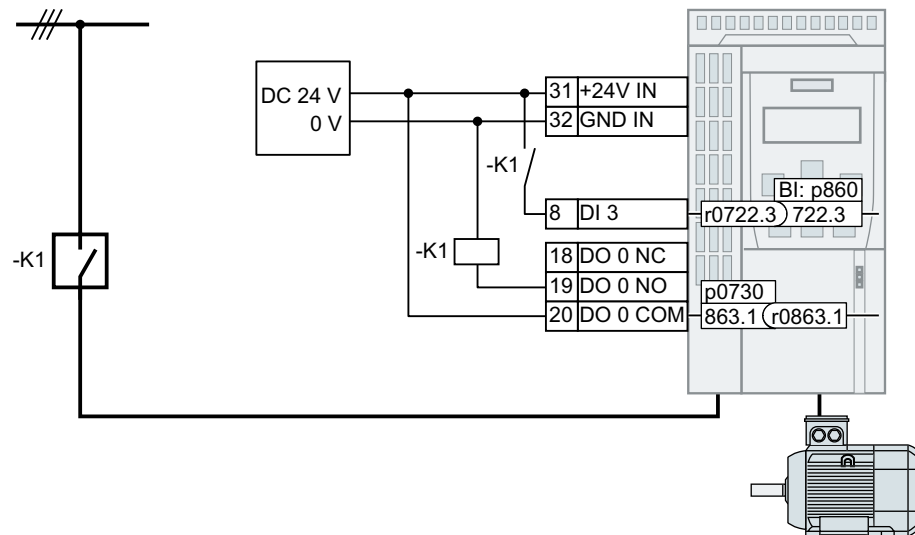 DC 24 V
0 V
31 +24V IN
32 GND IN
-K1
8 DI 3
BI: p860
r0722.3 722.3
-K1
-K1
18 DO 0 NC
19 DO 0 NO
20 DO 0 COM
p0730
863.1 r0863.1